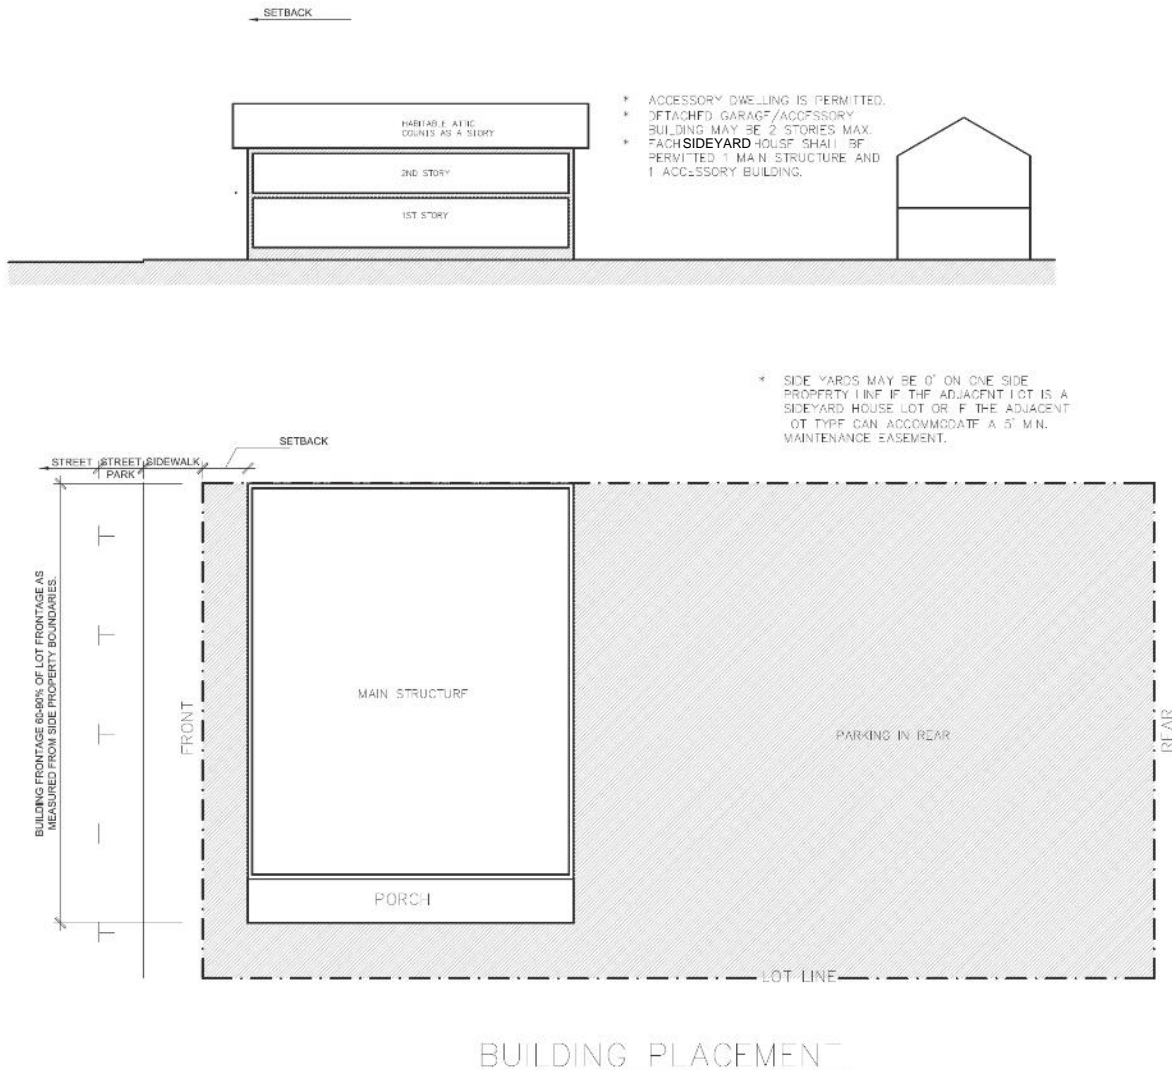 SETBACK
HABITABLE ATTIC
COUNTS AS A STORY
2ND STORY
1ST STORY
* ACCESSORY DWELLING IS PERMITTED.
* DETACHED GARAGE/ACCESSORY
BUILDING MAY BE 2 STORIES MAX.
* EACH SIDEYARD HOUSE SHALL BE
PERMITTED 1 MAIN STRUCTURE AND
1 ACCESSORY BUILDING.
* SIDE YARDS MAY BE 0' ON ONE SIDE
PROPERTY LINE IF THE ADJACENT LOT IS A
SIDEYARD HOUSE LOT OR IF THE ADJACENT
LOT TYPE CAN ACCOMMODATE A 5' MIN.
MAINTENANCE EASEMENT.
SETBACK
STREET
STREET
PARK
SIDEWALK
BUILDING FRONTAGE 60-90% OF LOT FRONTAGE AS
MEASURED FROM SIDE PROPERTY BOUNDARIES.
FRONT
MAIN STRUCTURE
PORCH
PARKING IN REAR
REAR
LOT LINE
BUILDING PLACEMENT